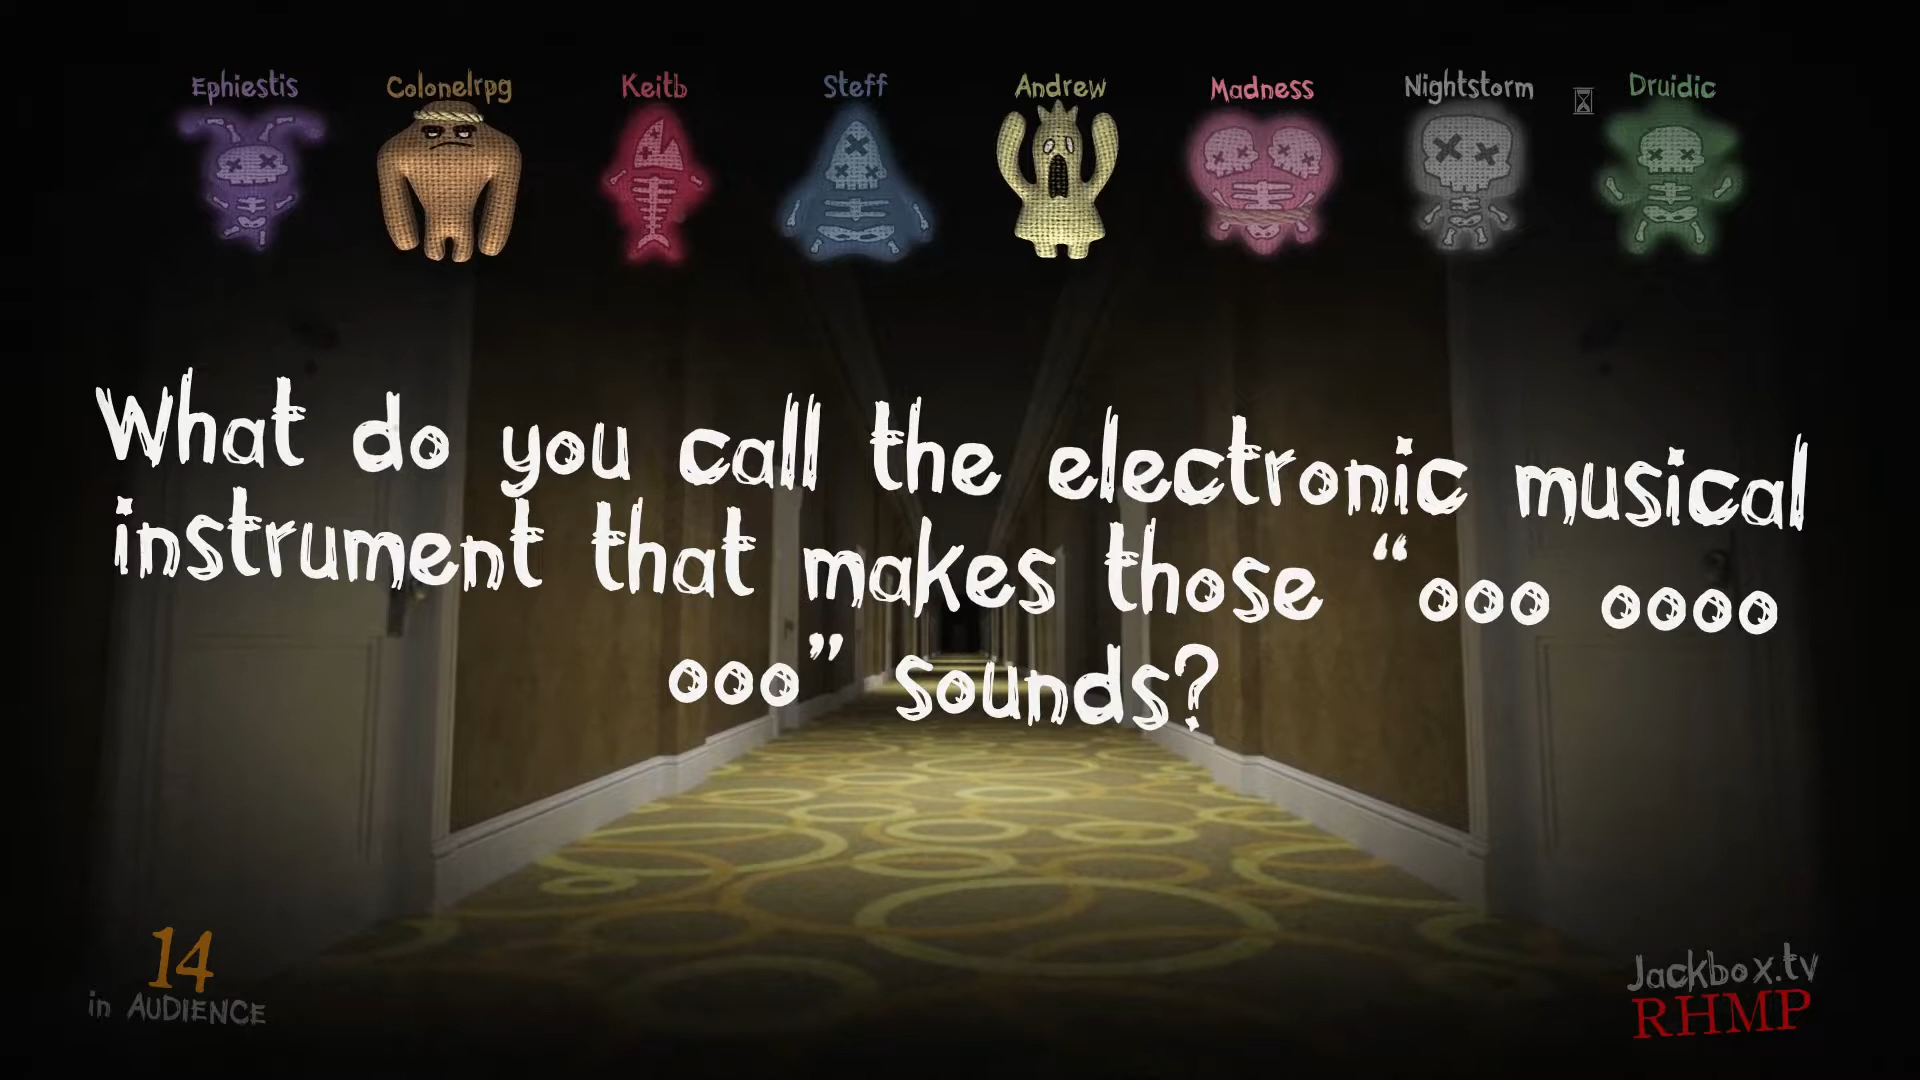 Ephiestis Colonelrpg Keitb Steff Andrew Madness Nightstorm Druidic
What do you call the electronic musical
instrument that makes those “ooo oooo
ooo” sounds?
14
in AUDIENCE
Jackbox.tv
RHMP